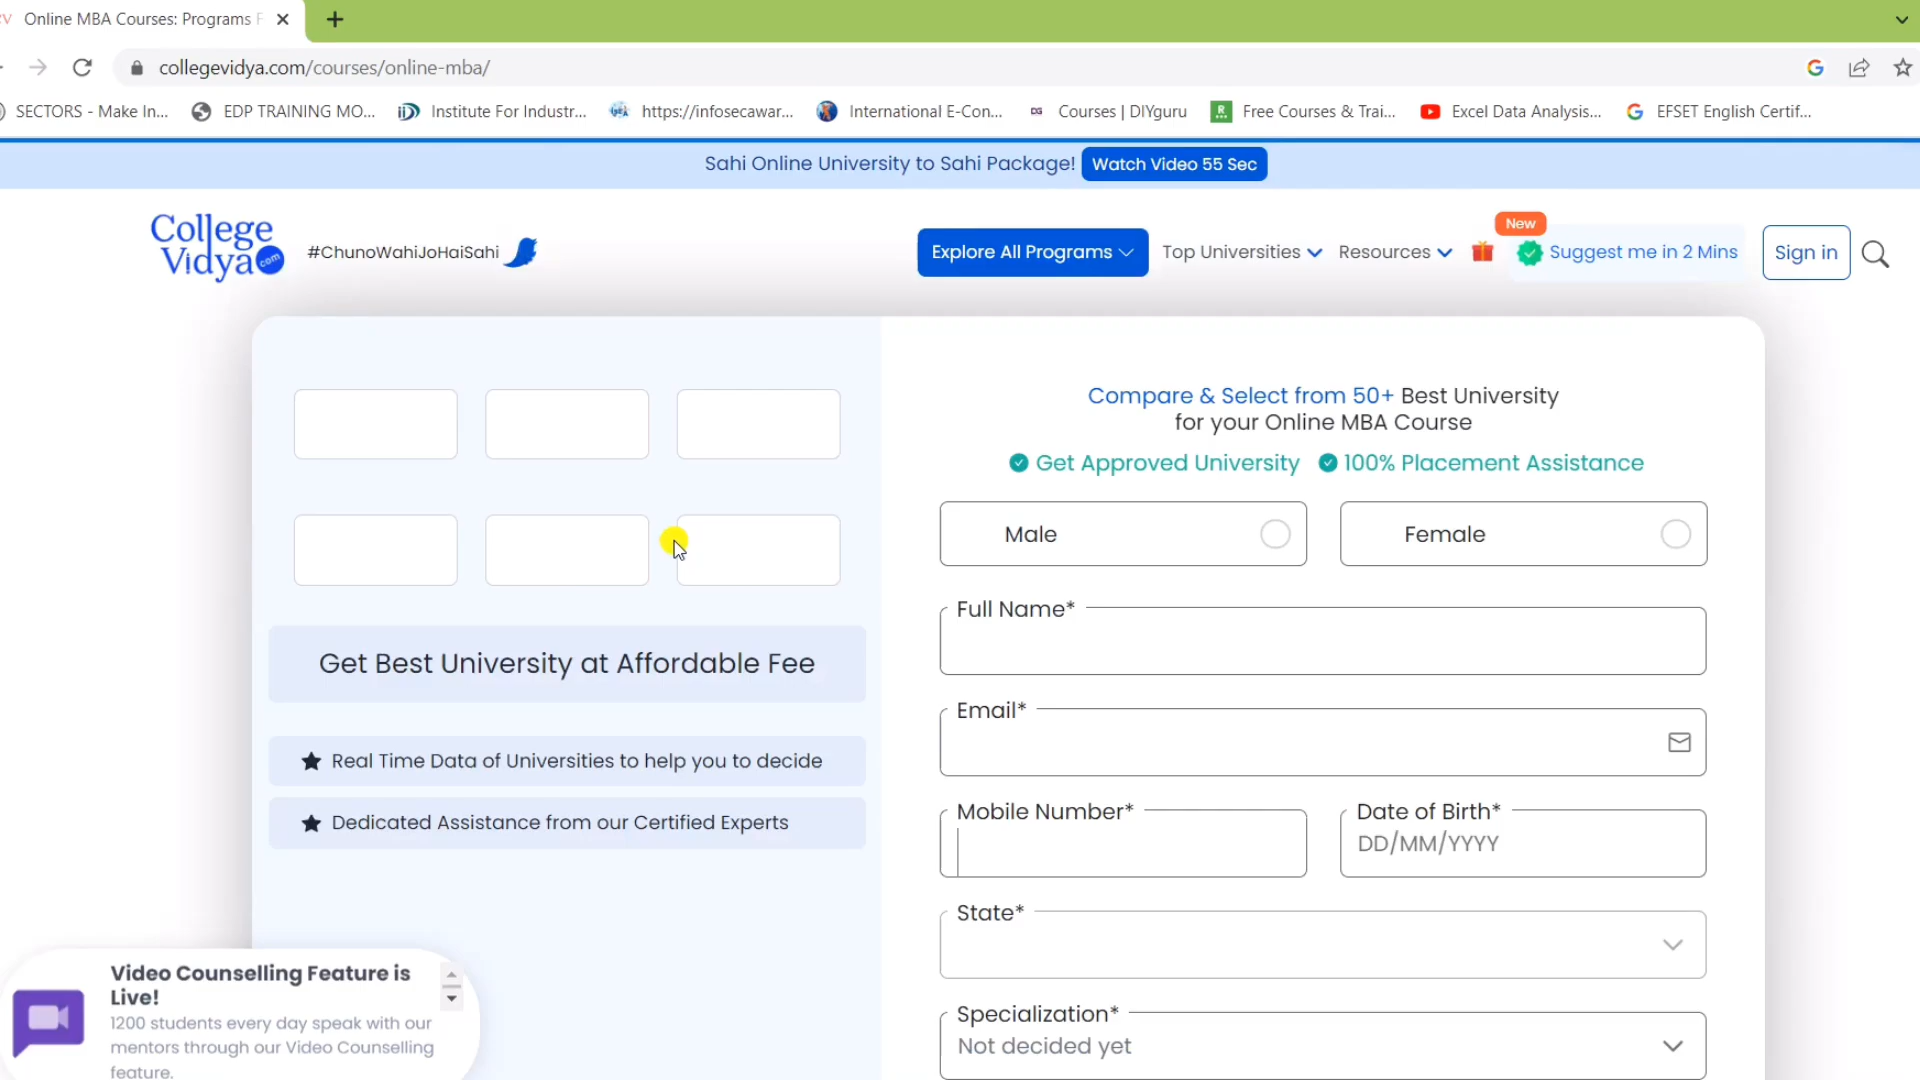 Online MBA Courses: Programs F
collegevidya.com/courses/online-mba/
SECTORS - Make In...
EDP TRAINING MO...
Institute For Industr...
https://infosecawar...
International E-Con...
Courses | DIYguru
Free Courses & Trai...
Excel Data Analysis...
EFSET English Certif...
Sahi Online University to Sahi Package! Watch Video 55 Sec
College Vidya.com
#ChunoWahiJoHaiSahi
Explore All Programs
Top Universities
Resources
New
Suggest me in 2 Mins
Sign in
Get Best University at Affordable Fee
★ Real Time Data of Universities to help you to decide
★ Dedicated Assistance from our Certified Experts
Compare & Select from 50+ Best University
for your Online MBA Course
Get Approved University
100% Placement Assistance
Male
Female
Full Name*
Email*
Mobile Number*
Date of Birth*
DD/MM/YYYY
State*
Specialization*
Not decided yet
Video Counselling Feature is
Live!
1200 students every day speak with our
mentors through our Video Counselling
feature.